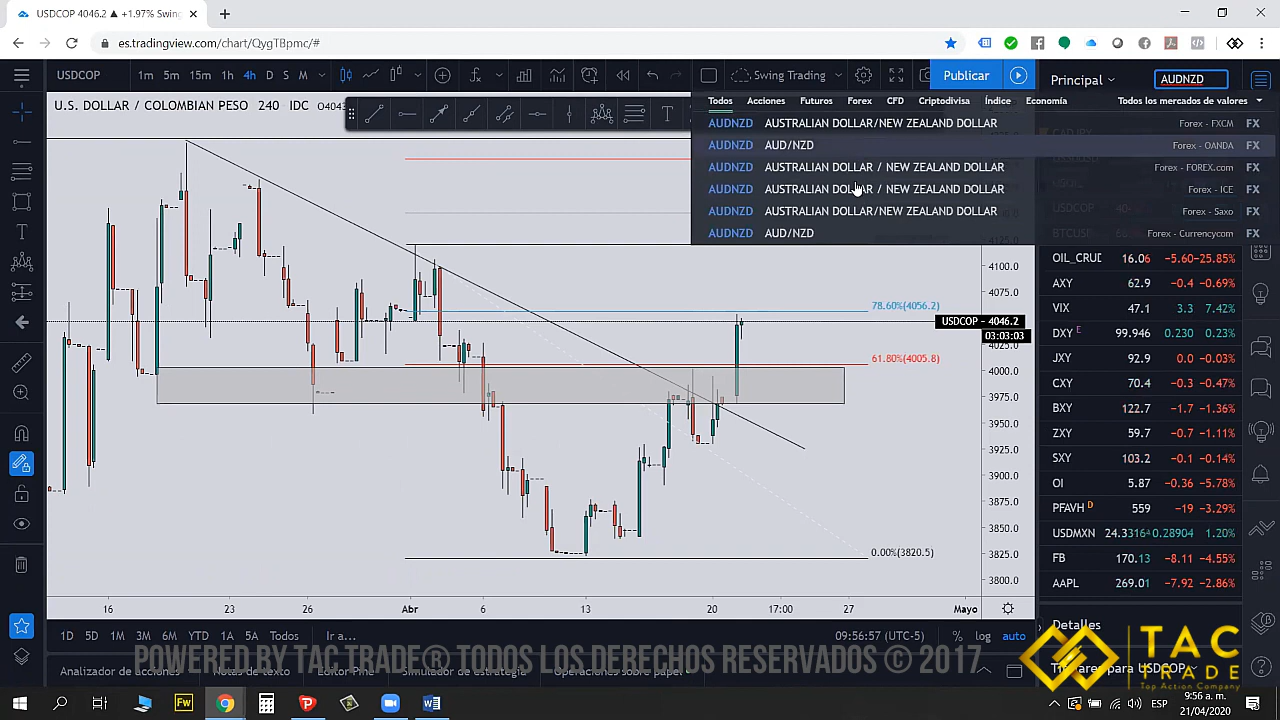 USDCOP 4046.2 ▲ +1.97% Swing
es.tradingview.com/chart/QygTBpmc/#
USDCOP 1m 5m 15m 1h 4h D S M Swing Trading Publicar Principal AUDNZD
U.S. DOLLAR / COLOMBIAN PESO 240 IDC
Todos Acciones Futuros Forex CFD Criptodivisa Índice Economía Todos los mercados de valores
AUDNZD AUSTRALIAN DOLLAR/NEW ZEALAND DOLLAR Forex - FXCM FX
AUDNZD AUD/NZD Forex - OANDA FX
AUDNZD AUSTRALIAN DOLLAR / NEW ZEALAND DOLLAR Forex - FOREX.com FX
AUDNZD AUSTRALIAN DOLLAR / NEW ZEALAND DOLLAR Forex - ICE FX
AUDNZD AUSTRALIAN DOLLAR/NEW ZEALAND DOLLAR Forex - Saxo FX
AUDNZD AUD/NZD Forex - Currencycom FX
OIL_CRUD 16.06 −5.60 −25.85%
AXY 62.9 −0.4 −0.69%
VIX 47.1 3.3 7.42%
DXY E 99.946 0.230 0.23%
JXY 92.9 0.0 −0.03%
CXY 70.4 −0.3 −0.47%
BXY 122.7 −1.7 −1.36%
ZXY 59.7 −0.7 −1.11%
SXY 103.2 −0.1 −0.14%
OI 5.87 −0.36 −5.78%
PFAVH D 559 −19 −3.29%
USDMXN 24.3316 0.28904 1.20%
FB 170.13 −8.11 −4.55%
AAPL 269.01 −7.92 −2.86%
4100.0
4075.0
78.60%(4056.2)
USDCOP 4046.2
03:03:03
4025.0
61.80%(4005.8)
4000.0
3975.0
3950.0
3925.0
3900.0
3875.0
3850.0
3825.0
0.00%(3820.5)
3800.0
16 23 26 Abr 6 13 20 17:00 27 Mayo
1D 5D 1M 3M 6M YTD 1A 5A Todos Ir a... 09:56:57 (UTC-5) % log auto
Detalles
POWERED BY TAC TRADE® TODOS LOS DERECHOS RESERVADOS © 2017
Analizador de acciones Notas de texto Simulador de estrategia
TAC
TRADE
Top Action Company
ESP
9:56 a. m.
21/04/2020